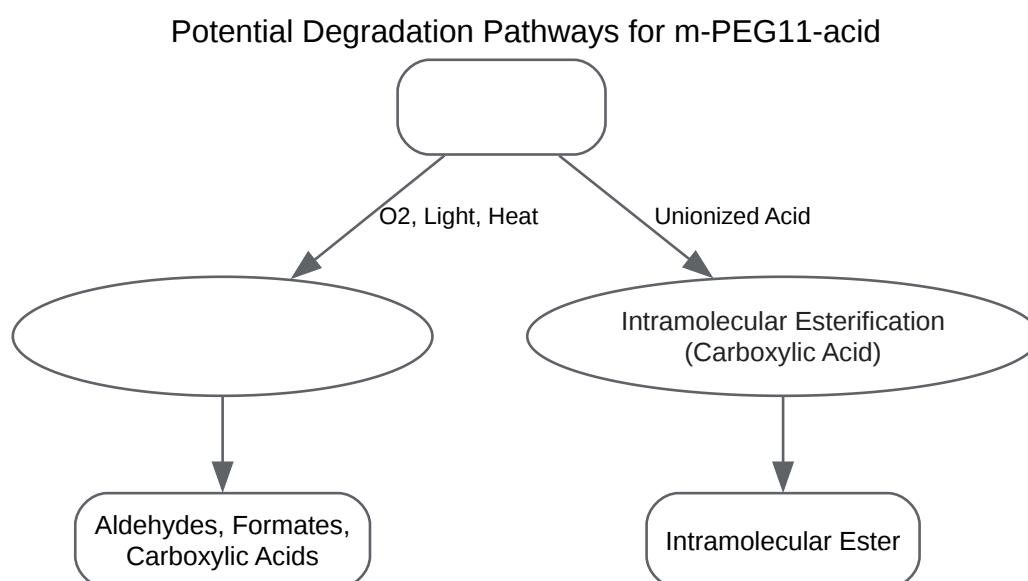 Potential Degradation Pathways for m-PEG11-acid
O2, Light, Heat
Unionized Acid
Intramolecular Esterification
(Carboxylic Acid)
Aldehydes, Formates,
Carboxylic Acids
Intramolecular Ester